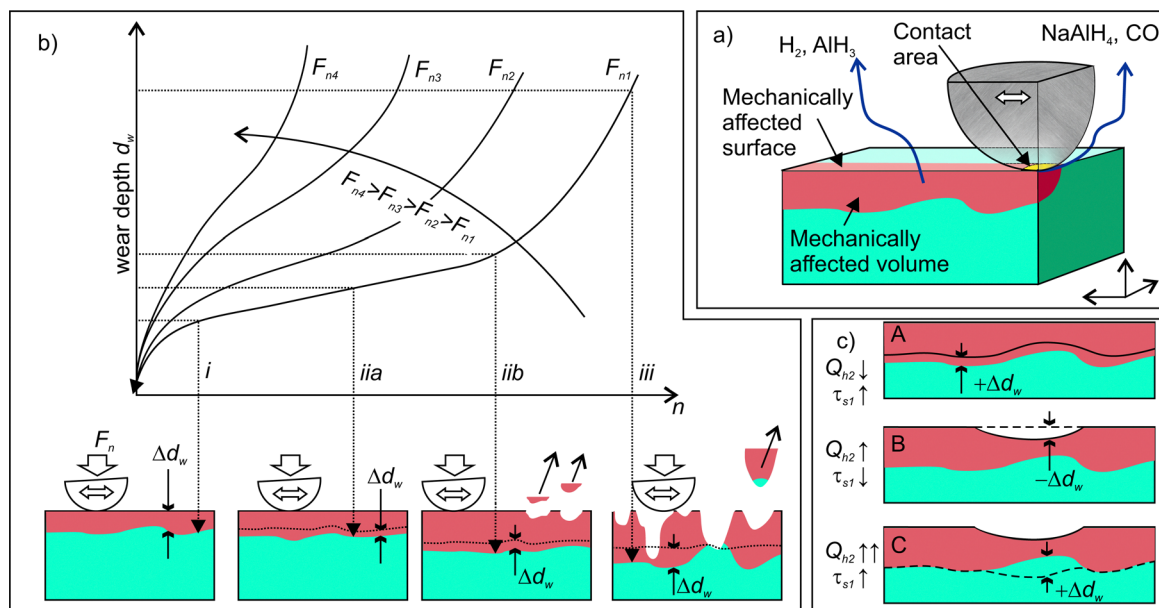 b)
wear depth d_w
F_n4
F_n3
F_n2
F_n1
F_n4>F_n3>F_n2>F_n1
i
iia
iib
iii
n
F_n
Δd_w
Δd_w
Δd_w
Δd_w
a)
H₂, AlH₃
Contact
area
NaAlH₄, CO
Mechanically
affected
surface
Mechanically
affected volume
c)
A
Q_h2 ↓
τ_s1 ↑
+Δd_w
B
Q_h2 ↑
τ_s1 ↓
−Δd_w
C
Q_h2 ↑↑
τ_s1 ↑
+Δd_w